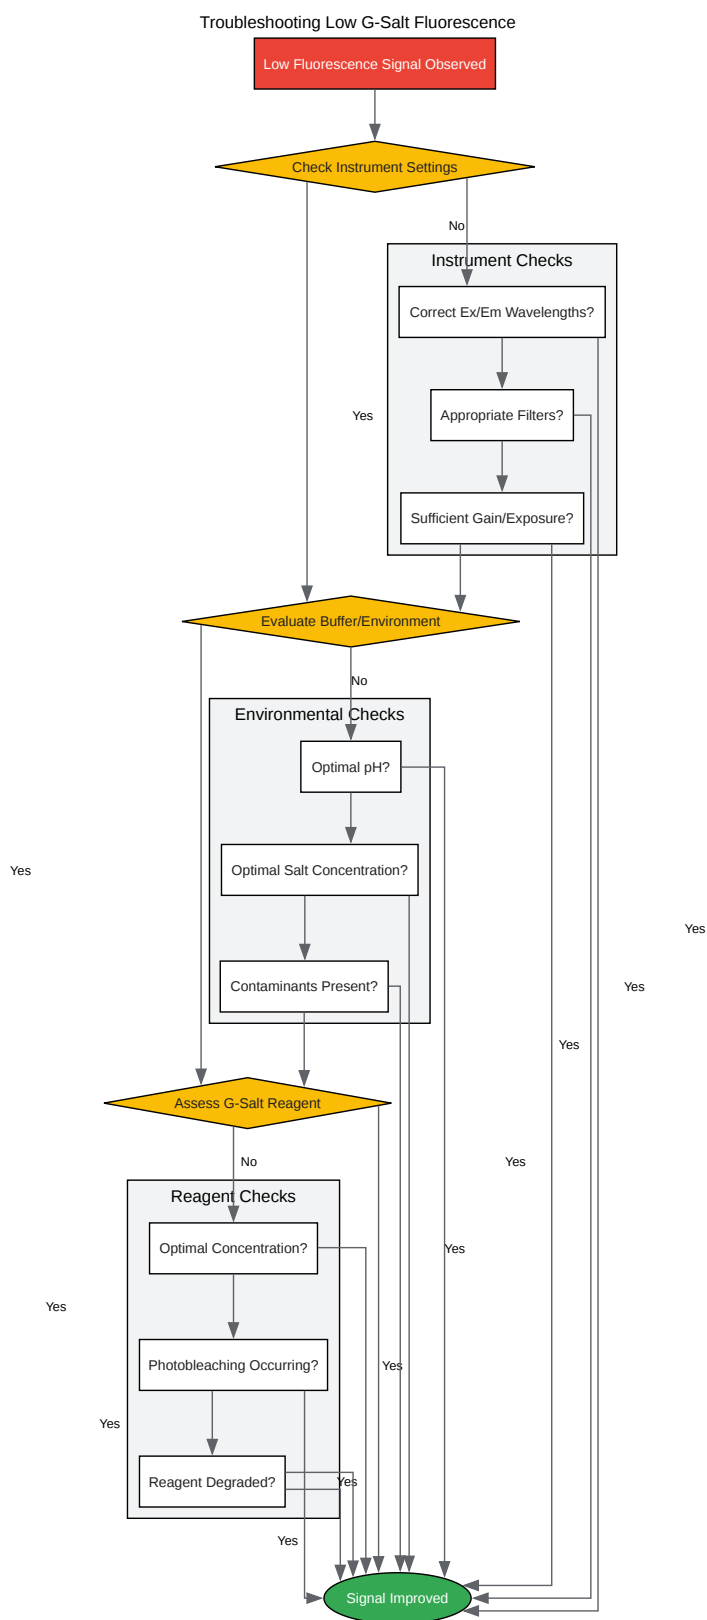 Troubleshooting Low G-Salt Fluorescence
Low Fluorescence Signal Observed
Check Instrument Settings
No
Instrument Checks
Correct Ex/Em Wavelengths?
Yes
Appropriate Filters?
Sufficient Gain/Exposure?
Evaluate Buffer/Environment
No
Environmental Checks
Optimal pH?
Yes
Optimal Salt Concentration?
Yes
Contaminants Present?
Yes
Yes
Assess G-Salt Reagent
No
Yes
Reagent Checks
Optimal Concentration?
Yes
Yes
Photobleaching Occurring?
Yes
Yes
Reagent Degraded?
Yes
Yes
Signal Improved